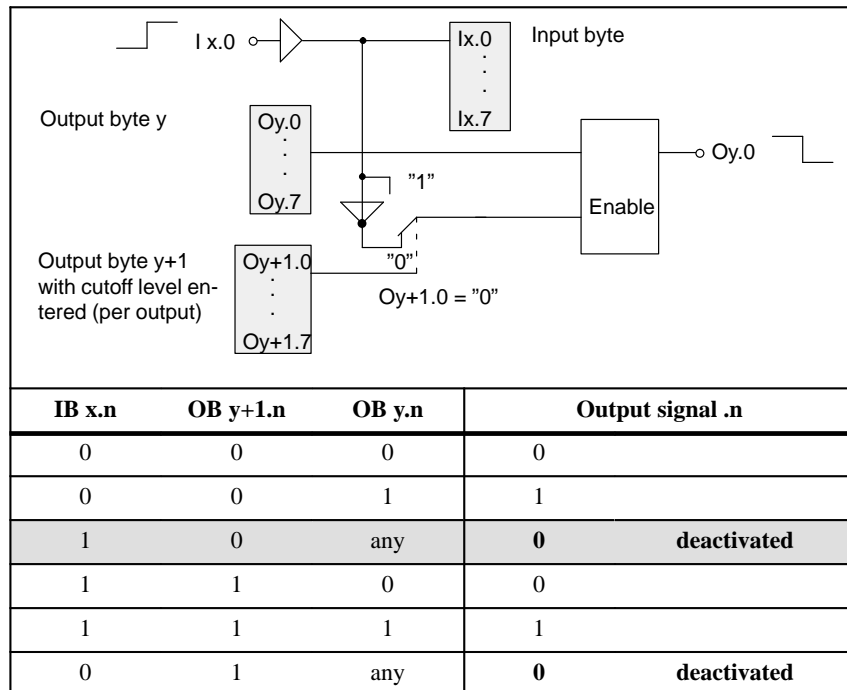 I x.0
Ix.0
.
.
.
Ix.7
Input byte
Output byte y
Oy.0
.
.
.
Oy.7
Oy.0
"1"
Enable
Output byte y+1
with cutoff level en-
tered (per output)
Oy+1.0
.
.
.
Oy+1.7
"0"
Oy+1.0 = "0"
IB x.n OB y+1.n OB y.n Output signal .n
0 0 0 0
0 0 1 1
1 0 any 0 deactivated
1 1 0 0
1 1 1 1
0 1 any 0 deactivated